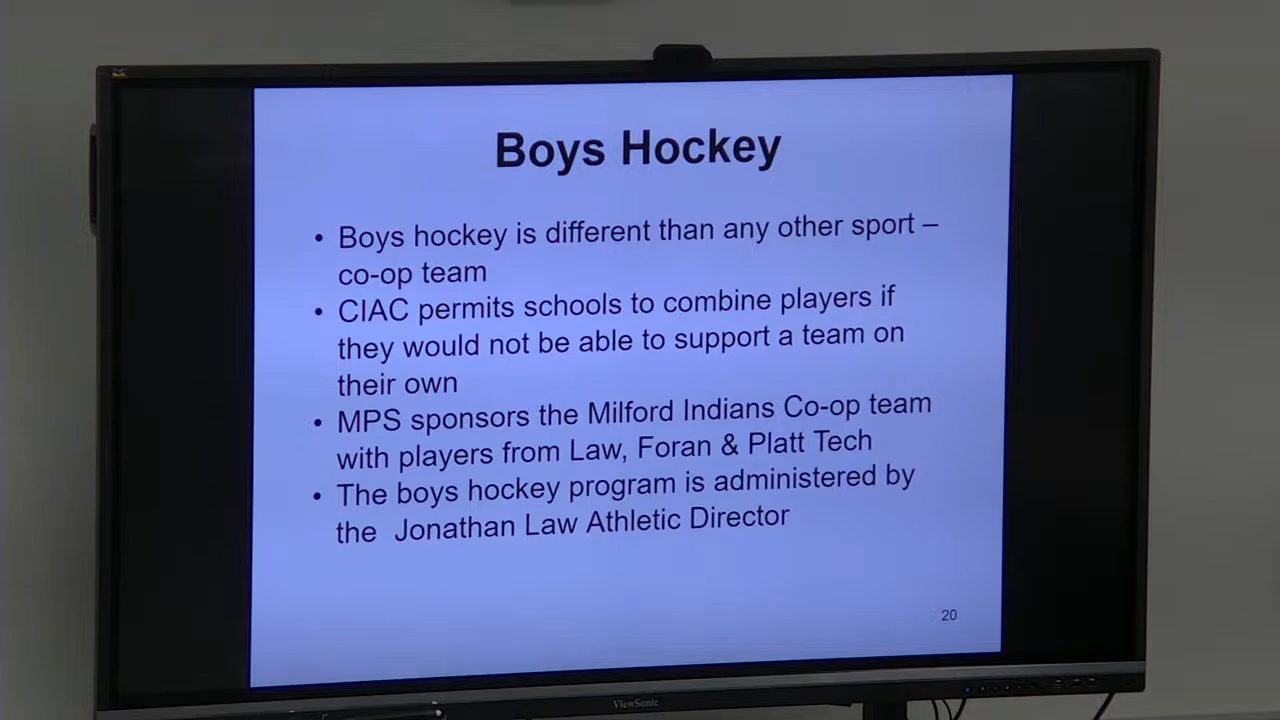 Boys Hockey
• Boys hockey is different than any other sport –
co-op team
• CIAC permits schools to combine players if
they would not be able to support a team on
their own
• MPS sponsors the Milford Indians Co-op team
with players from Law, Foran & Platt Tech
• The boys hockey program is administered by
the  Jonathan Law Athletic Director
20
ViewSonic